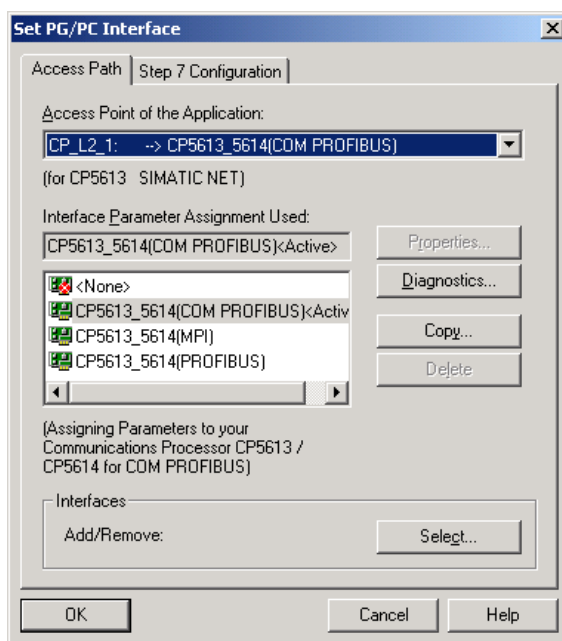 Set PG/PC Interface
Access Path
Step 7 Configuration
Access Point of the Application:
CP_L2_1: --> CP5613_5614(COM PROFIBUS)
(for CP5613 SIMATIC NET)
Interface Parameter Assignment Used:
CP5613_5614(COM PROFIBUS)<Active>
Properties...
<None>
CP5613_5614(COM PROFIBUS)<Activ
CP5613_5614(MPI)
CP5613_5614(PROFIBUS)
Diagnostics...
Copy...
Delete
(Assigning Parameters to your
Communications Processor CP5613 /
CP5614 for COM PROFIBUS)
Interfaces
Add/Remove:
Select...
OK
Cancel
Help